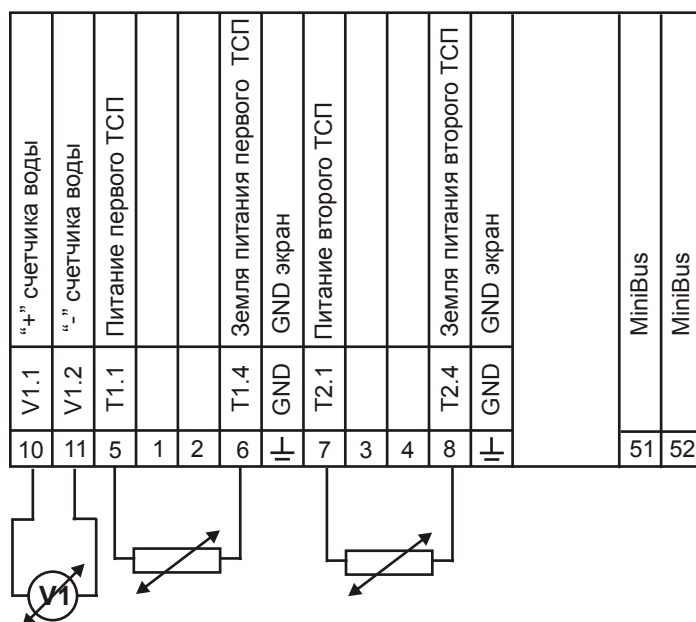 “+” счетчика воды
“-” счетчика воды
Питание первого ТСП
Земля питания первого ТСП
GND экран
Питание второго ТСП
Земля питания второго ТСП
GND экран
MiniBus
MiniBus
V1.1
V1.2
T1.1
T1.4
GND
T2.1
T2.4
GND
10
11
5
1
2
6
7
3
4
8
51
52
V1